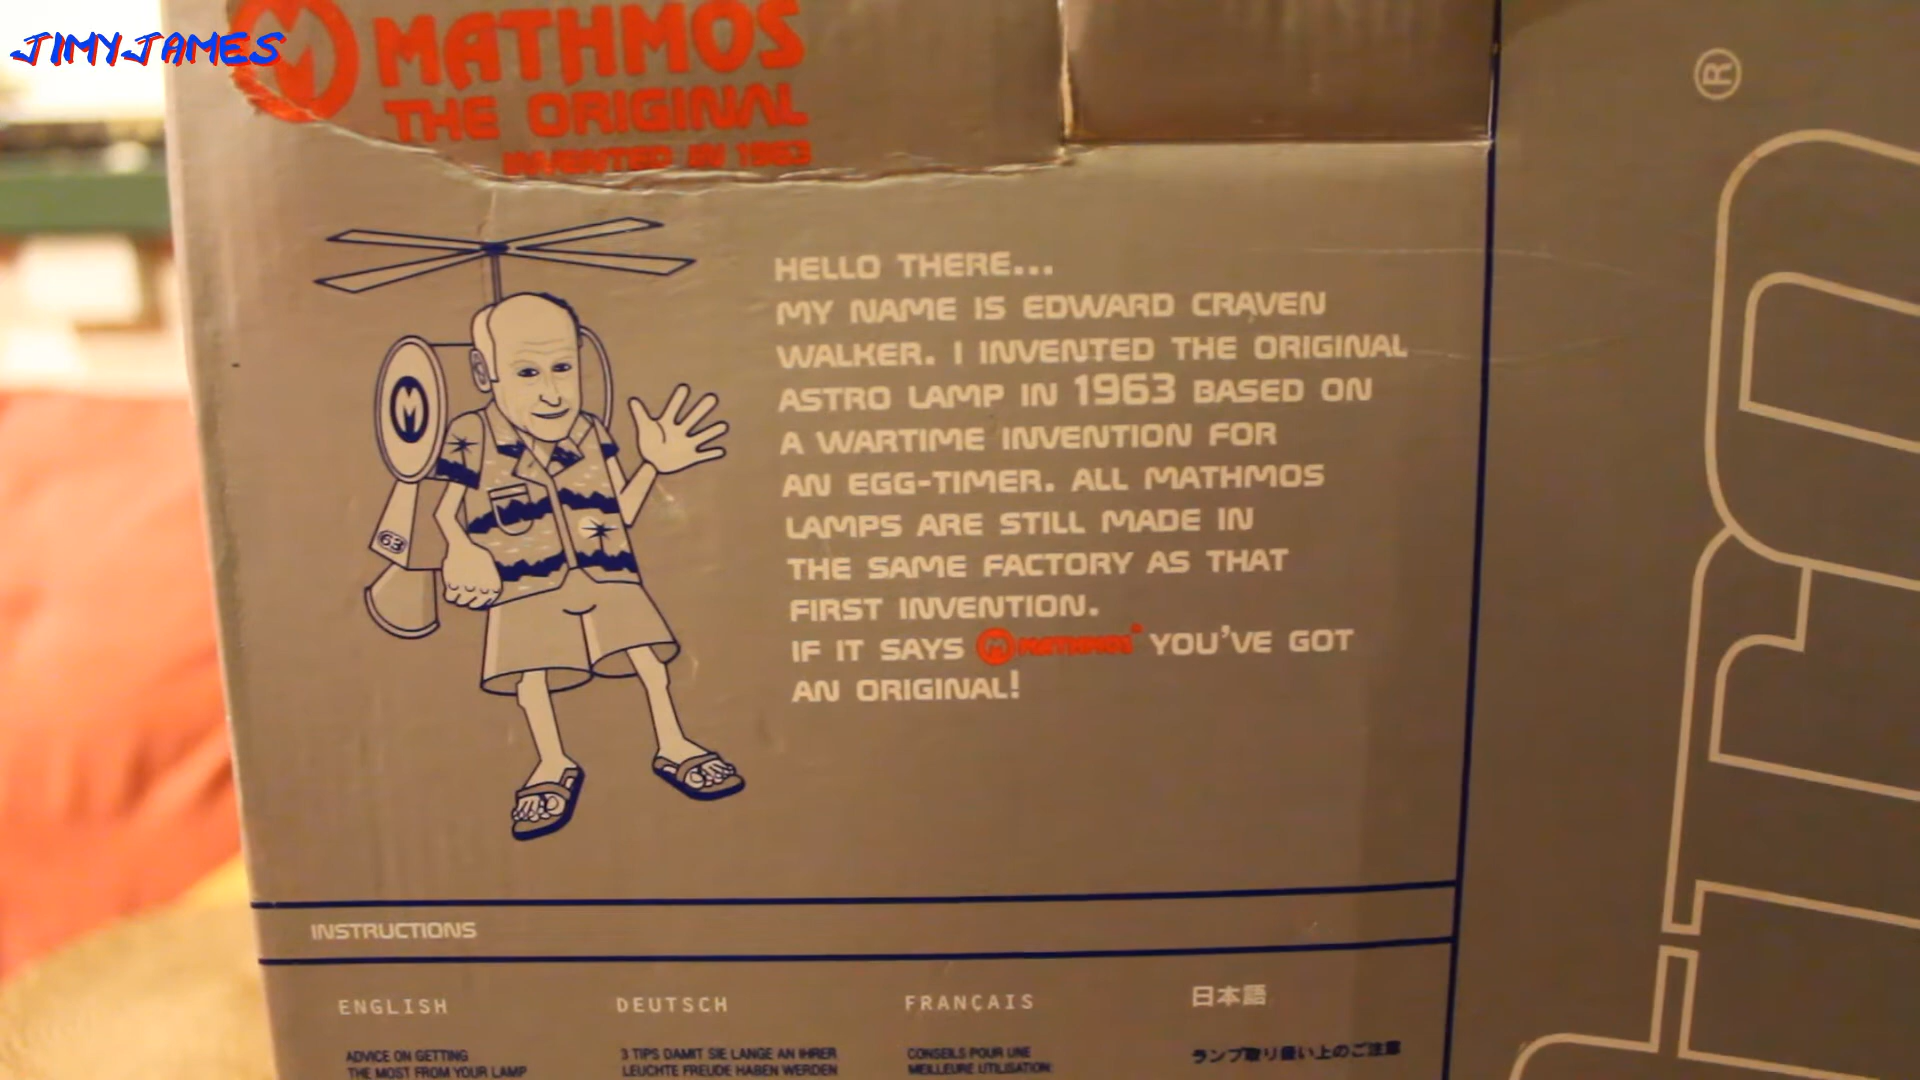 JIMYJAMES
M MATHMOS
THE ORIGINAL
INVENTED IN 1963
®
HELLO THERE...
MY NAME IS EDWARD CRAVEN
WALKER. I INVENTED THE ORIGINAL
ASTRO LAMP IN 1963 BASED ON
A WARTIME INVENTION FOR
AN EGG-TIMER. ALL MATHMOS
LAMPS ARE STILL MADE IN
THE SAME FACTORY AS THAT
FIRST INVENTION.
IF IT SAYS M MATHMOS® YOU'VE GOT
AN ORIGINAL!
M
63
INSTRUCTIONS
ENGLISH
ADVICE ON GETTING
THE MOST FROM YOUR LAMP
DEUTSCH
3 TIPS DAMIT SIE LANGE AN IHRER
LEUCHTE FREUDE HABEN WERDEN
FRANÇAIS
CONSEILS POUR UNE
MEILLEURE UTILISATION:
日本語
ランプ取り扱い上のご注意